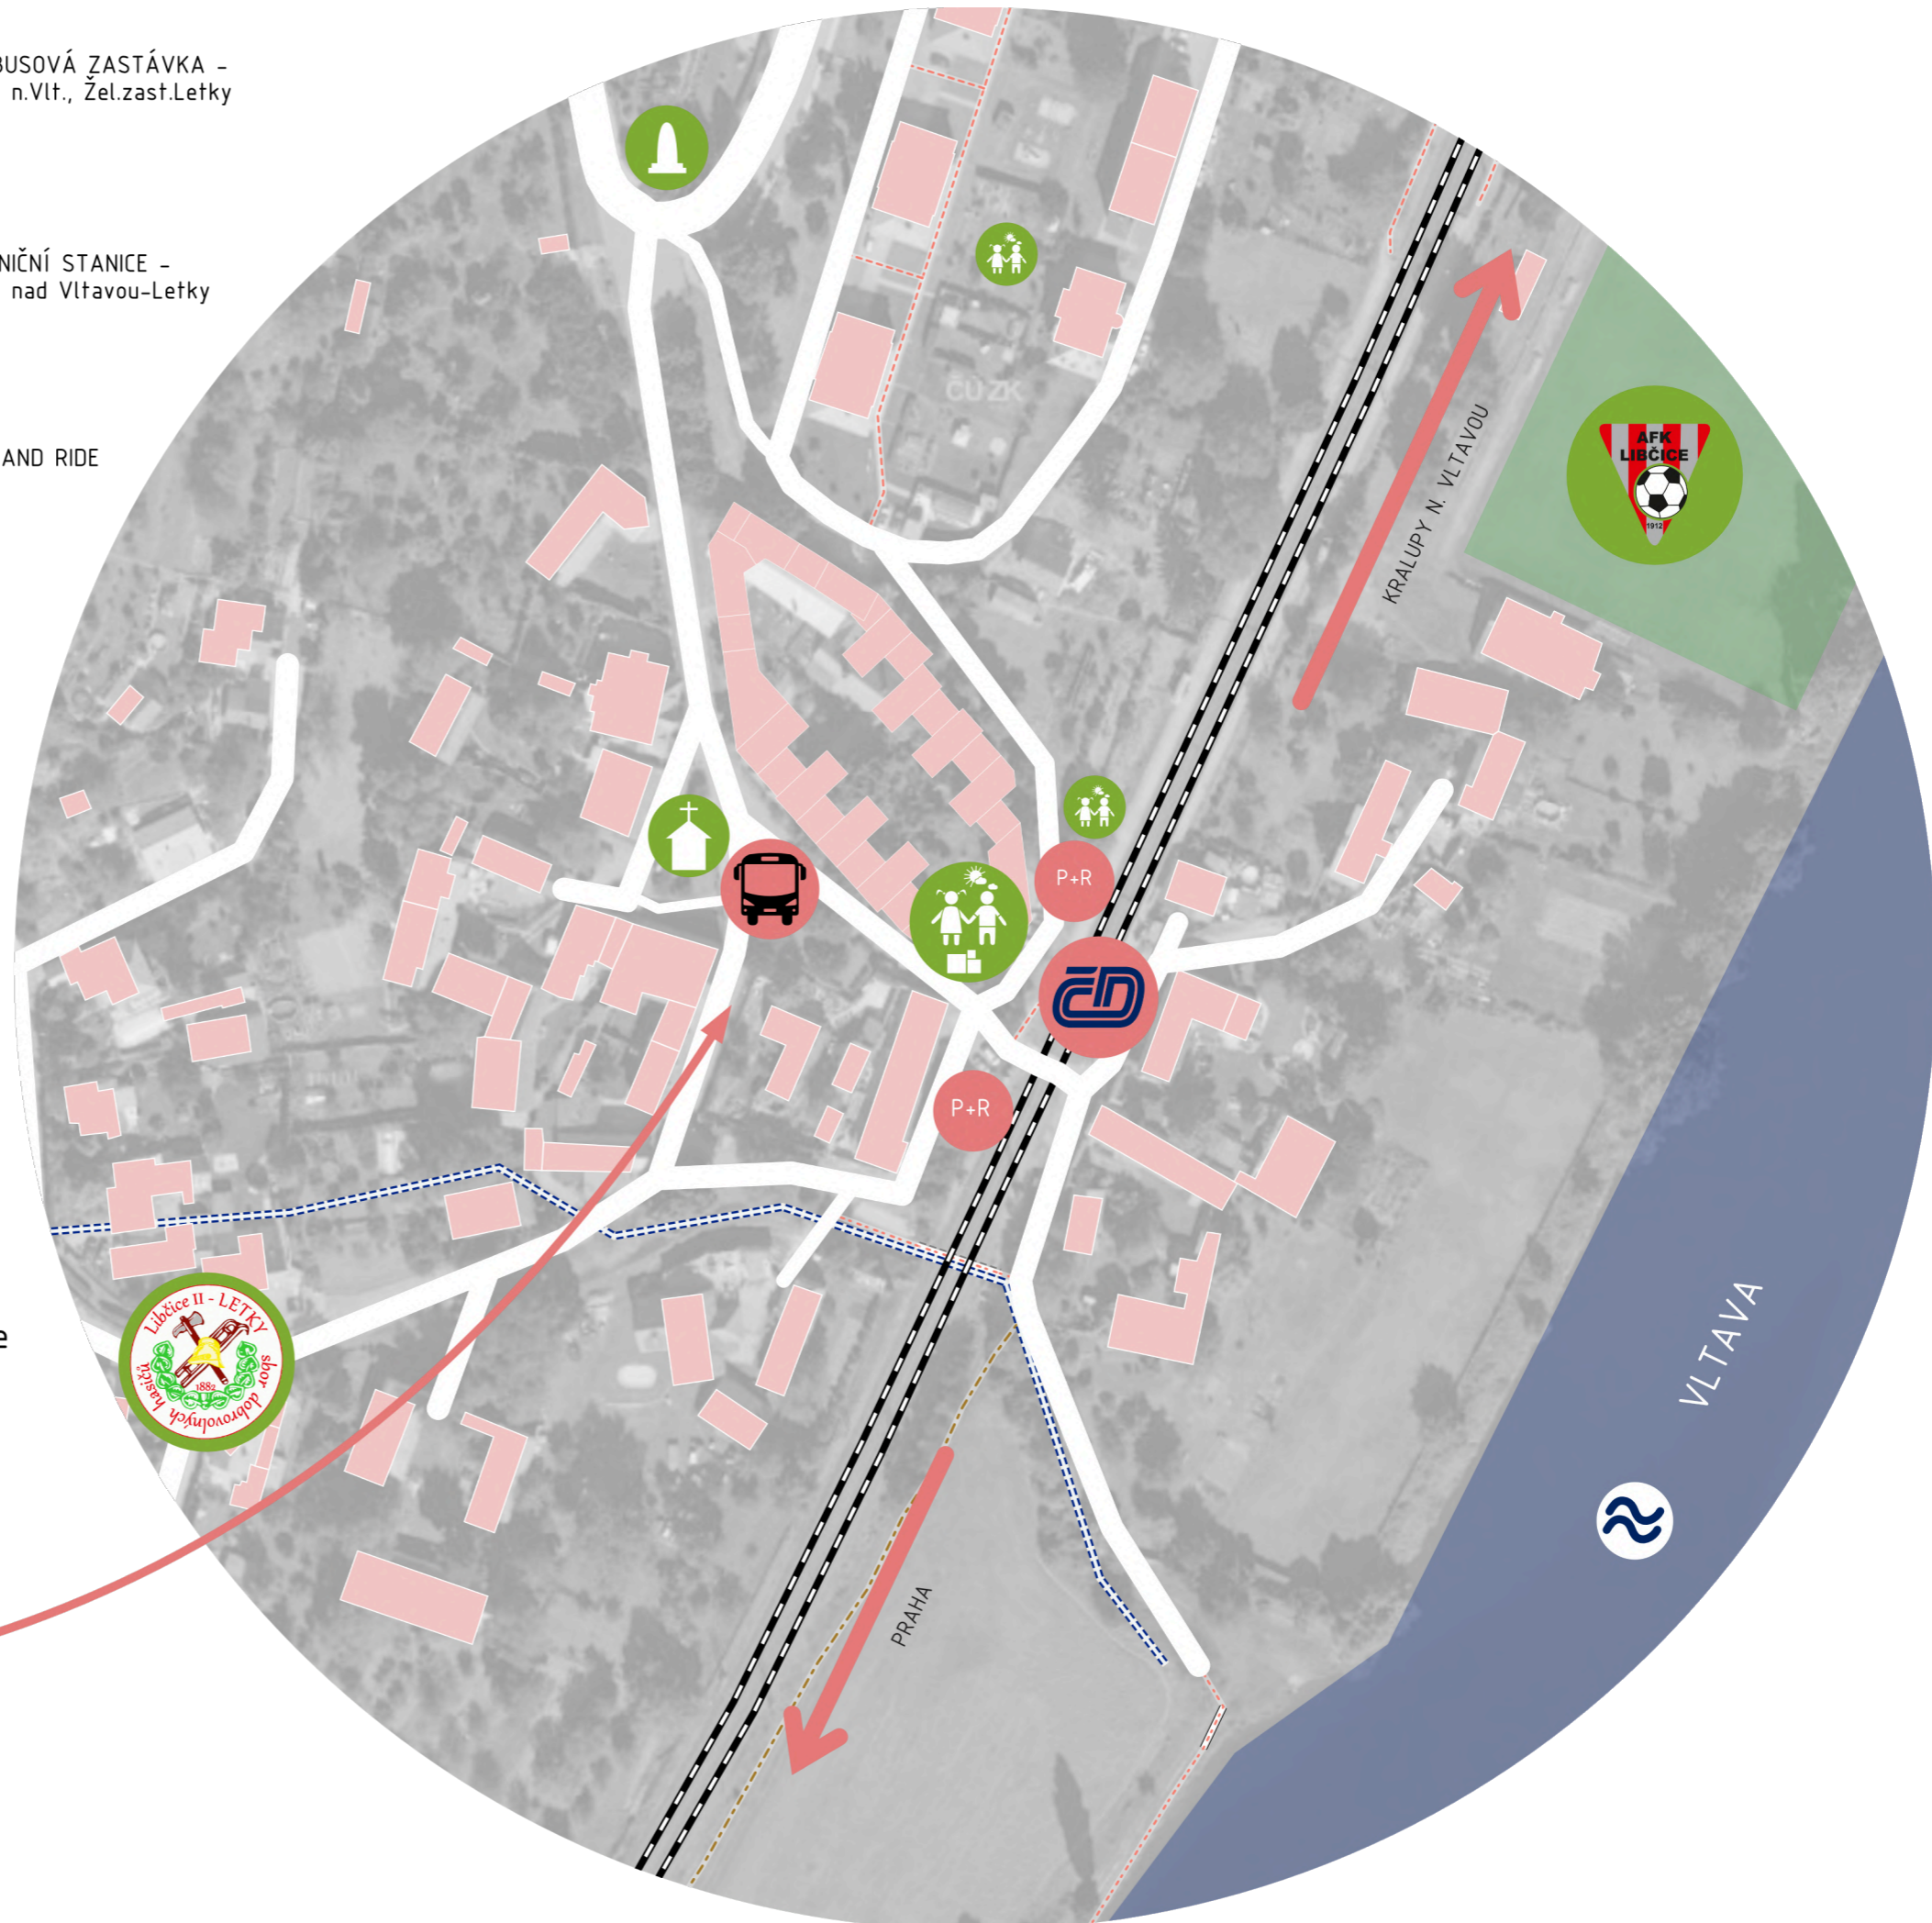 BUSOVÁ ZASTÁVKA -
n.Vlt., Žel.zast.Letky
NIČNÍ STANICE -
nad Vltavou-Letky
AND RIDE
ČÚZK
AFK
LIBČICE
1912
KRALUPY N. VLTAVOU
P+R
ČD
P+R
e
Libčice II - LETKY
sbor dobrovolných hasičů
1882
VLTAVA
PRAHA